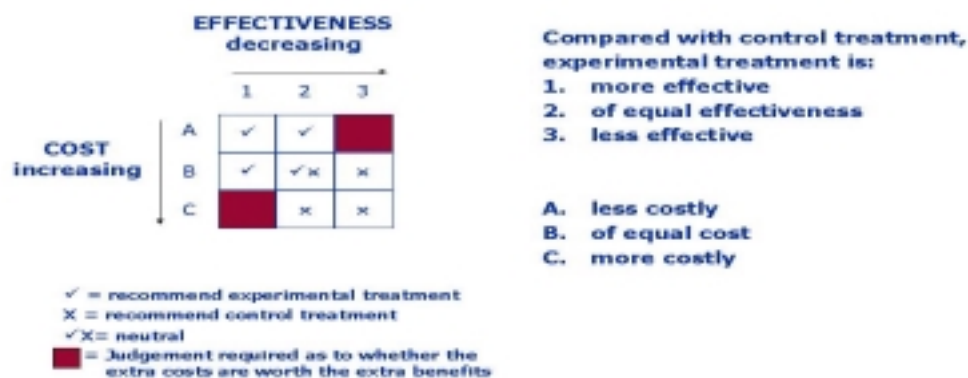 EFFECTIVENESS
decreasing
1 2 3
COST
increasing
A ✓ ✓
B ✓ ✓x x
C x x
✓ = recommend experimental treatment
X = recommend control treatment
✓X= neutral
= Judgement required as to whether the
extra costs are worth the extra benefits
Compared with control treatment,
experimental treatment is:
1. more effective
2. of equal effectiveness
3. less effective
A. less costly
B. of equal cost
C. more costly